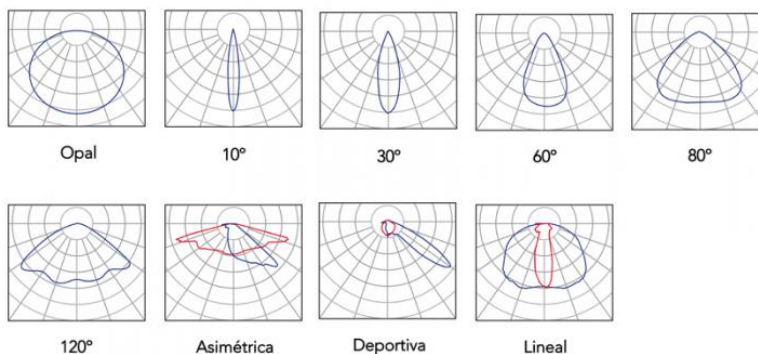 Opal
10º
30º
60º
80º
120º
Asimétrica
Deportiva
Lineal